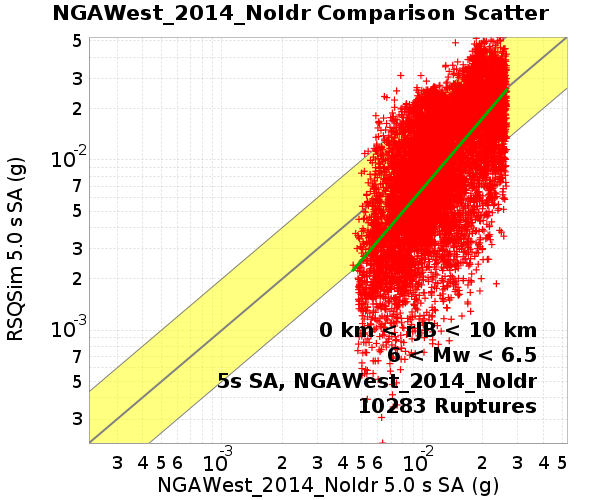 NGAWest_2014_NoIdr Comparison Scatter
5
3
2
10-2
7
5
3
2
10-3
7
5
3
RSQSim 5.0 s SA (g)
0 km < rJB < 10 km
6 < Mw < 6.5
5s SA, NGAWest_2014_NoIdr
10283 Ruptures
3 4 5 6 10-3 2 3 4 5 6 10-2 2 3 4 5
NGAWest_2014_NoIdr 5.0 s SA (g)